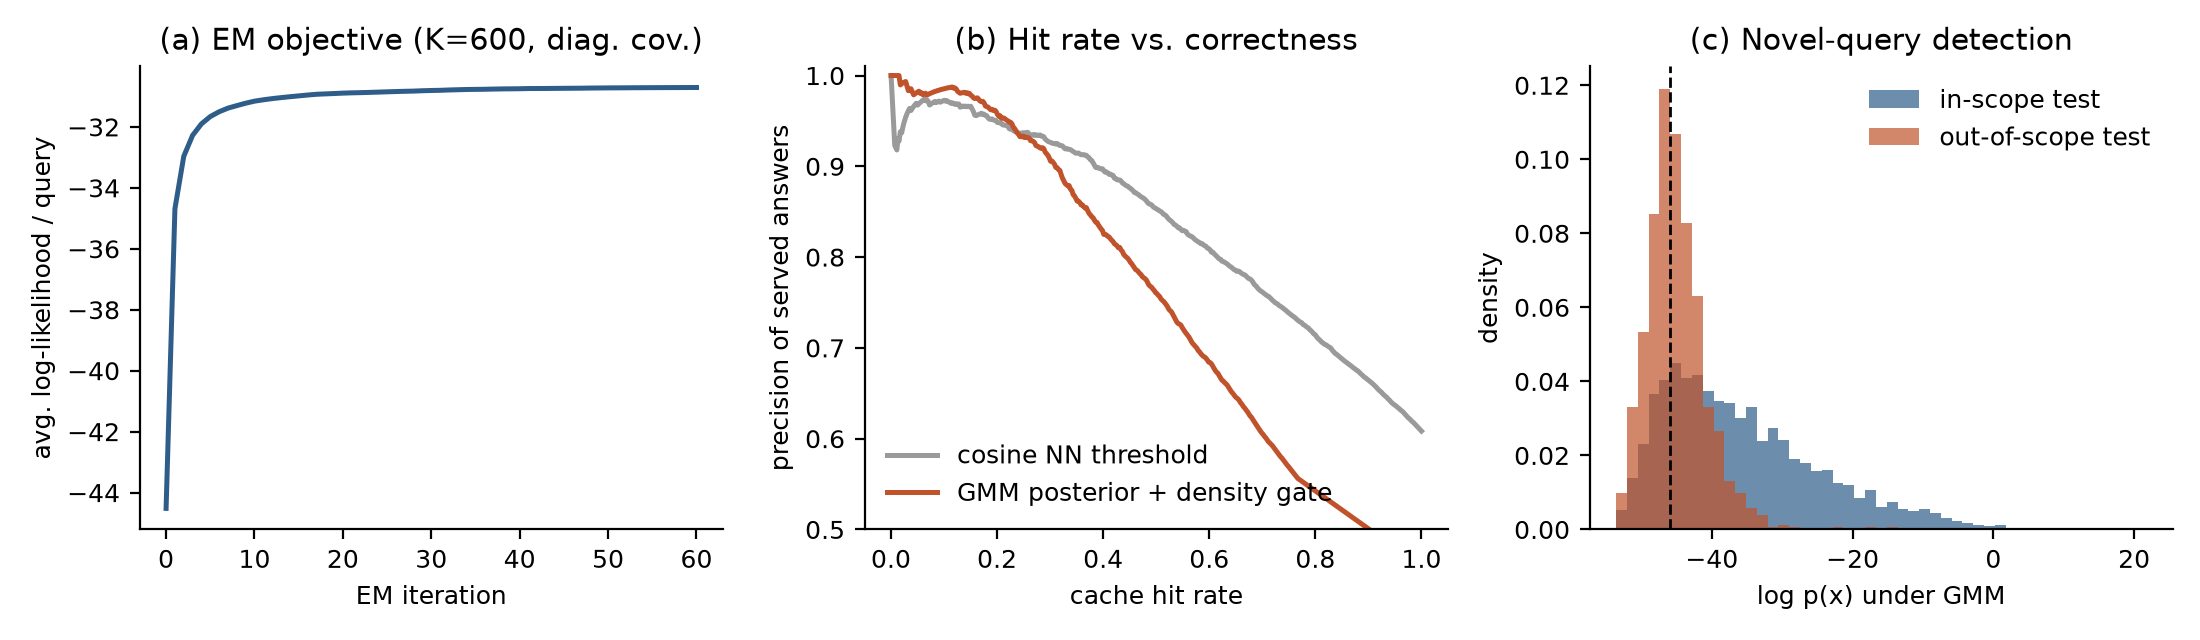 (a) EM objective (K=600, diag. cov.)
avg. log-likelihood / query
−32
−34
−36
−38
−40
−42
−44
0 10 20 30 40 50 60
EM iteration
(b) Hit rate vs. correctness
precision of served answers
1.0
0.9
0.8
0.7
0.6
0.5
cosine NN threshold
GMM posterior + density gate
0.0 0.2 0.4 0.6 0.8 1.0
cache hit rate
(c) Novel-query detection
density
0.12
0.10
0.08
0.06
0.04
0.02
0.00
in-scope test
out-of-scope test
−40 −20 0 20
log p(x) under GMM